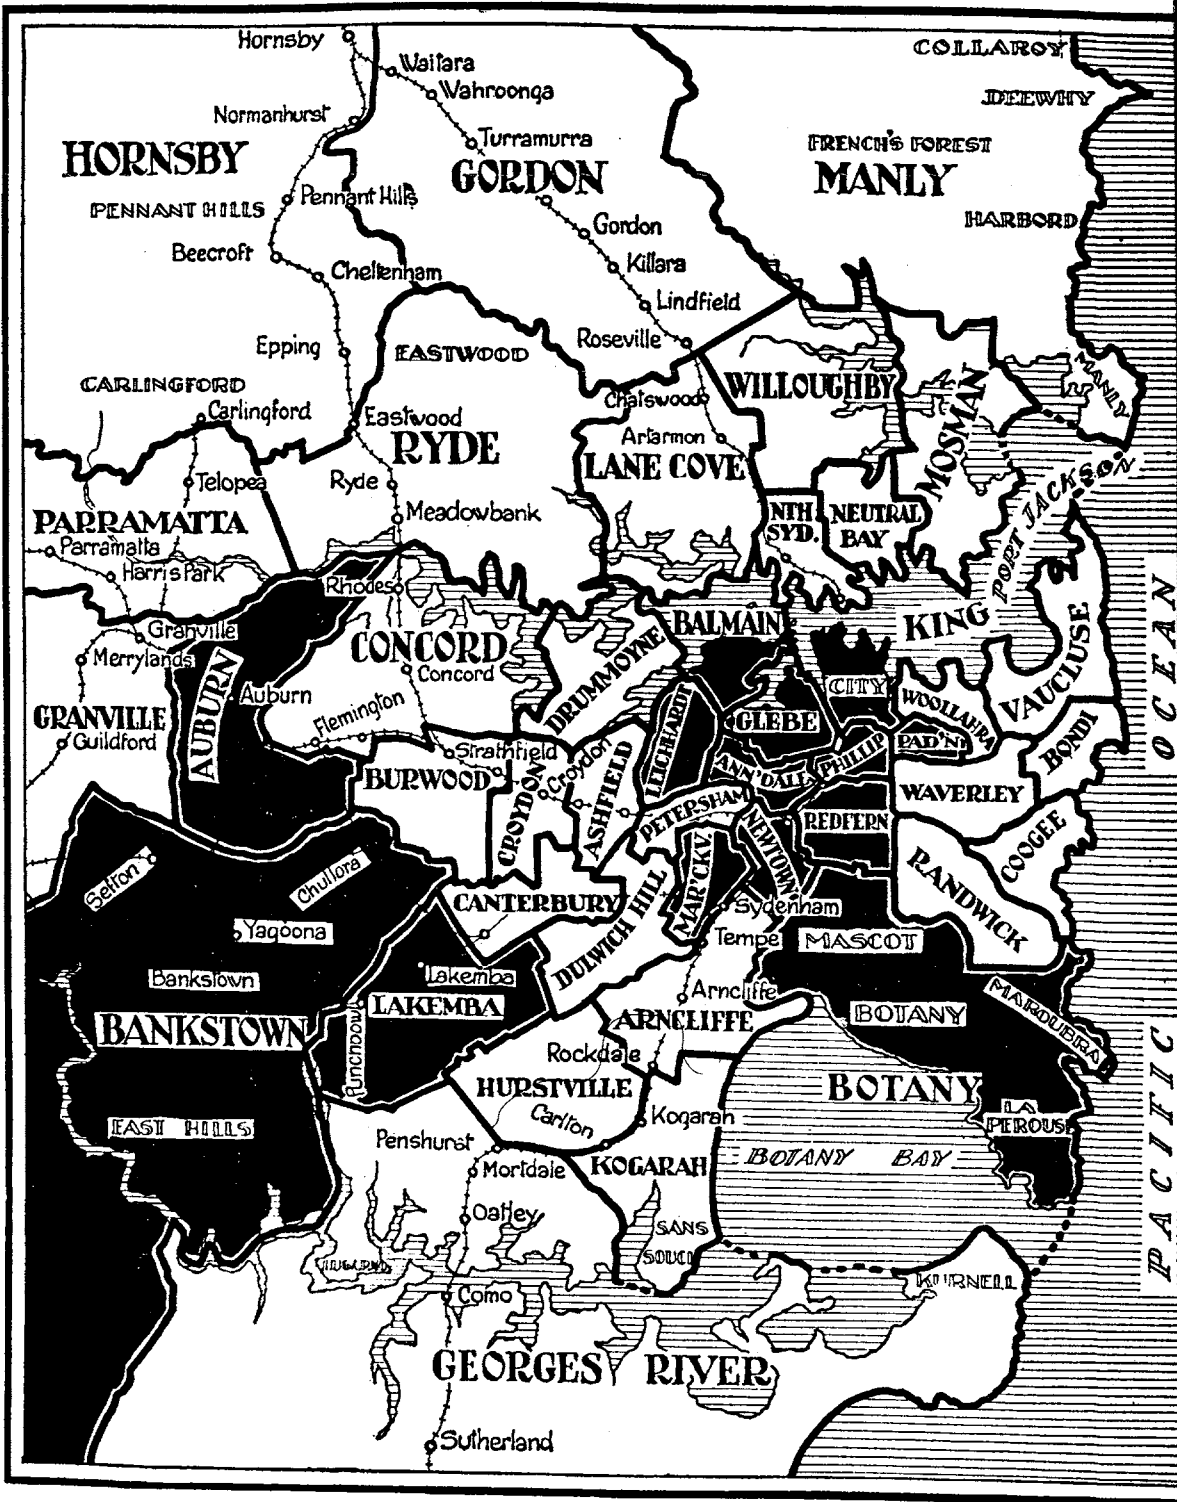 Hornsby
COLLAROY
Waitara
DEEWHY
Wahroonga
Normanhurst
Turramurra
FRENCH'S FOREST
HORNSBY
GORDON
MANLY
PENNANT HILLS
Pennant Hills
HARBORD
Gordon
Beecroft
Killara
Cheltenham
Lindfield
Roseville
Epping
EASTWOOD
MANLY
CARLINGFORD
WILLOUGHBY
Chatswood
Carlingford
Eastwood
MOSMAN
Artarmon
RYDE
LANE COVE
Telopea
Ryde
PORT JACKSON
PARRAMATTA
Meadowbank
NTH
SYD.
NEUTRAL
BAY
Parramatta
Harris Park
Rhodes
KING
OCEAN
Granville
CONCORD
DRUMMOYNE
BALMAIN
VAUCLUSE
Merrylands
AUBURN
Concord
CITY
Auburn
WOOLLAHRA
GRANVILLE
Flemington
LEICHHARDT
GLEBE
BONDI
Guildford
Strathfield
Croydon
ASHFIELD
PHILLIP
PAD'N
BURWOOD
ANN'DALE
CROYDON
PETERSHAM
WAVERLEY
NEWTOWN
REDFERN
COOGEE
Sefton
Chullora
MAR'CKV.
RANDWICK
CANTERBURY
DULWICH HILL
Sydenham
Yagoona
Tempe
MASCOT
Bankstown
Lakemba
Arncliffe
MAROUBRA
LAKEMBA
BOTANY
BANKSTOWN
Punchbowl
ARNCLIFFE
Rockdale
HURSTVILLE
BOTANY
PACIFIC
Carlton
Kogarah
LA
PEROUSE
EAST HILLS
Penshurst
Mortdale
KOGARAH
BOTANY BAY
Oatley
SANS
SOUCI
KURNELL
Como
GEORGES RIVER
Sutherland